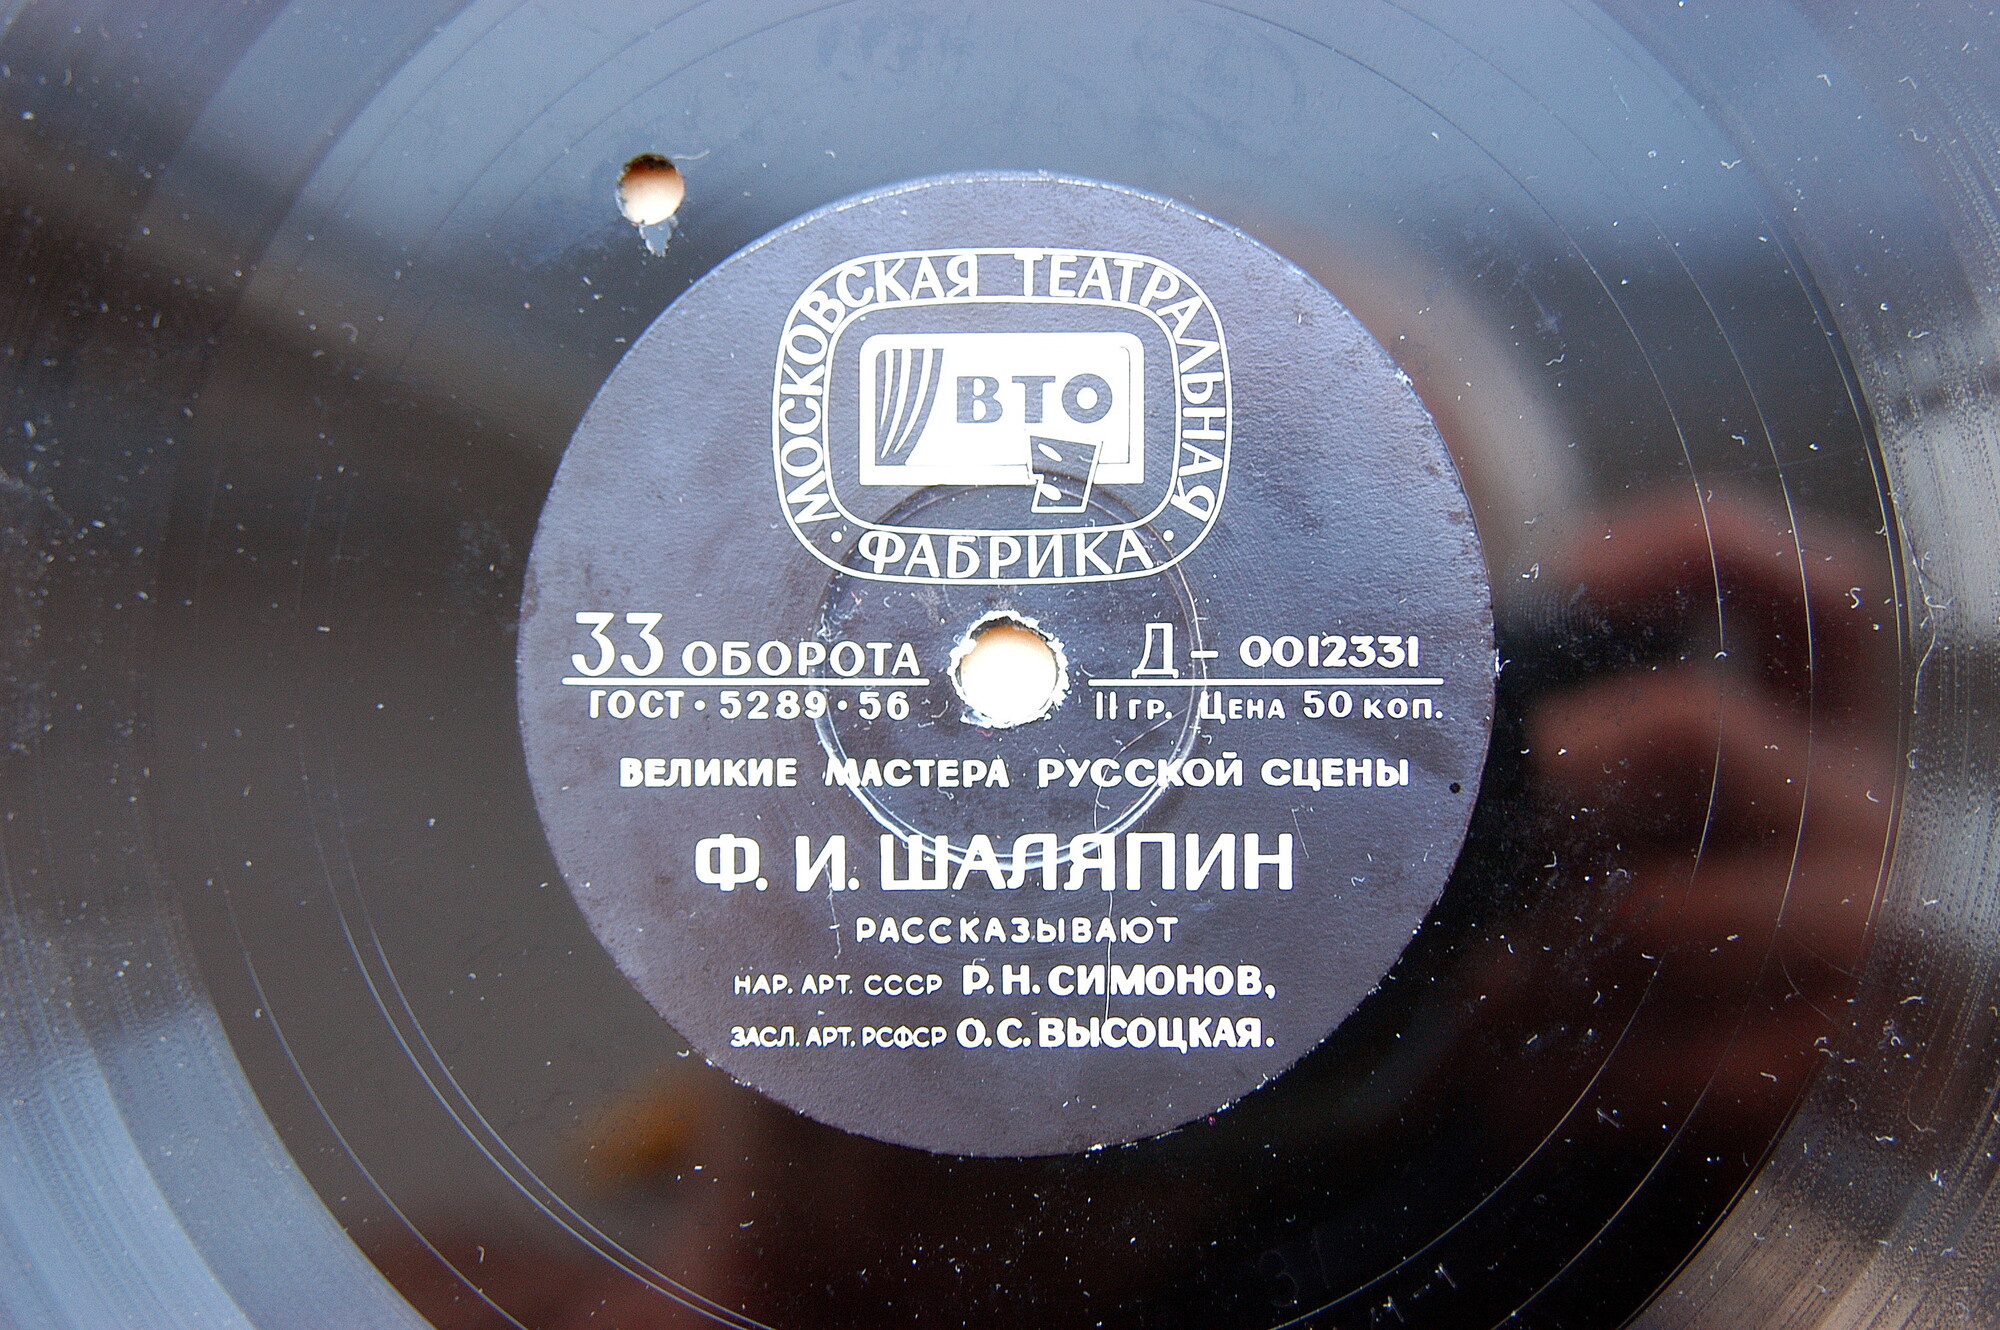 МОСКОВСКАЯ ТЕАТРАЛЬНАЯ
ВТО
· ФАБРИКА ·
33 ОБОРОТА
ГОСТ · 5289 · 56
Д – 0012331
II ГР. ЦЕНА 50 КОП.
ВЕЛИКИЕ МАСТЕРА РУССКОЙ СЦЕНЫ
Ф. И. ШАЛЯПИН
РАССКАЗЫВАЮТ
НАР. АРТ. СССР Р. Н. СИМОНОВ,
ЗАСЛ. АРТ. РСФСР О. С. ВЫСОЦКАЯ.